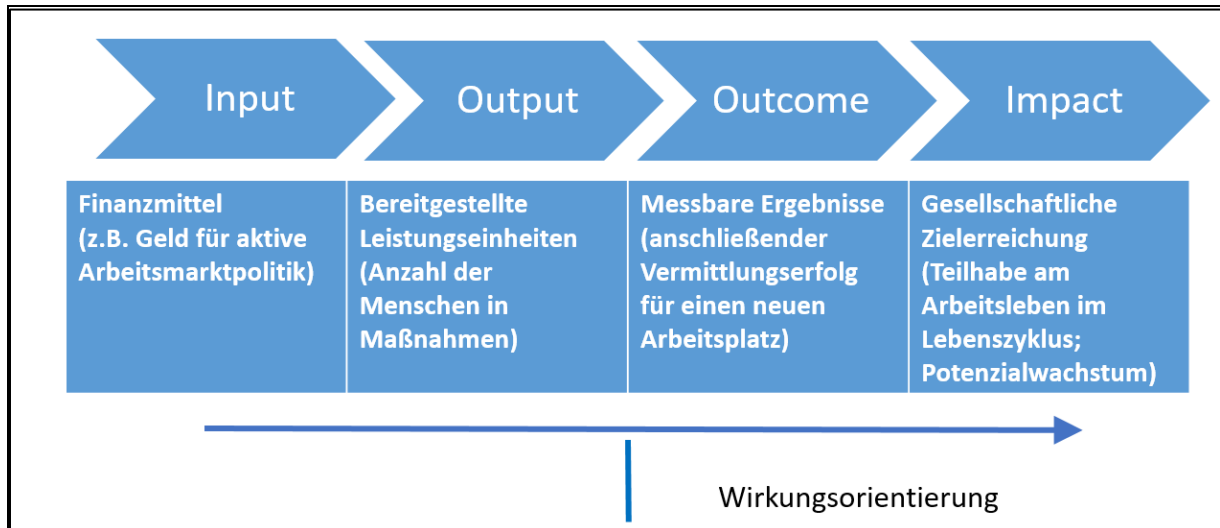 Input
Output
Outcome
Impact
Finanzmittel
(z.B. Geld für aktive
Arbeitsmarktpolitik)
Bereitgestellte
Leistungseinheiten
(Anzahl der
Menschen in
Maßnahmen)
Messbare Ergebnisse
(anschließender
Vermittlungserfolg
für einen neuen
Arbeitsplatz)
Gesellschaftliche
Zielerreichung
(Teilhabe am
Arbeitsleben im
Lebenszyklus;
Potenzialwachstum)
Wirkungsorientierung